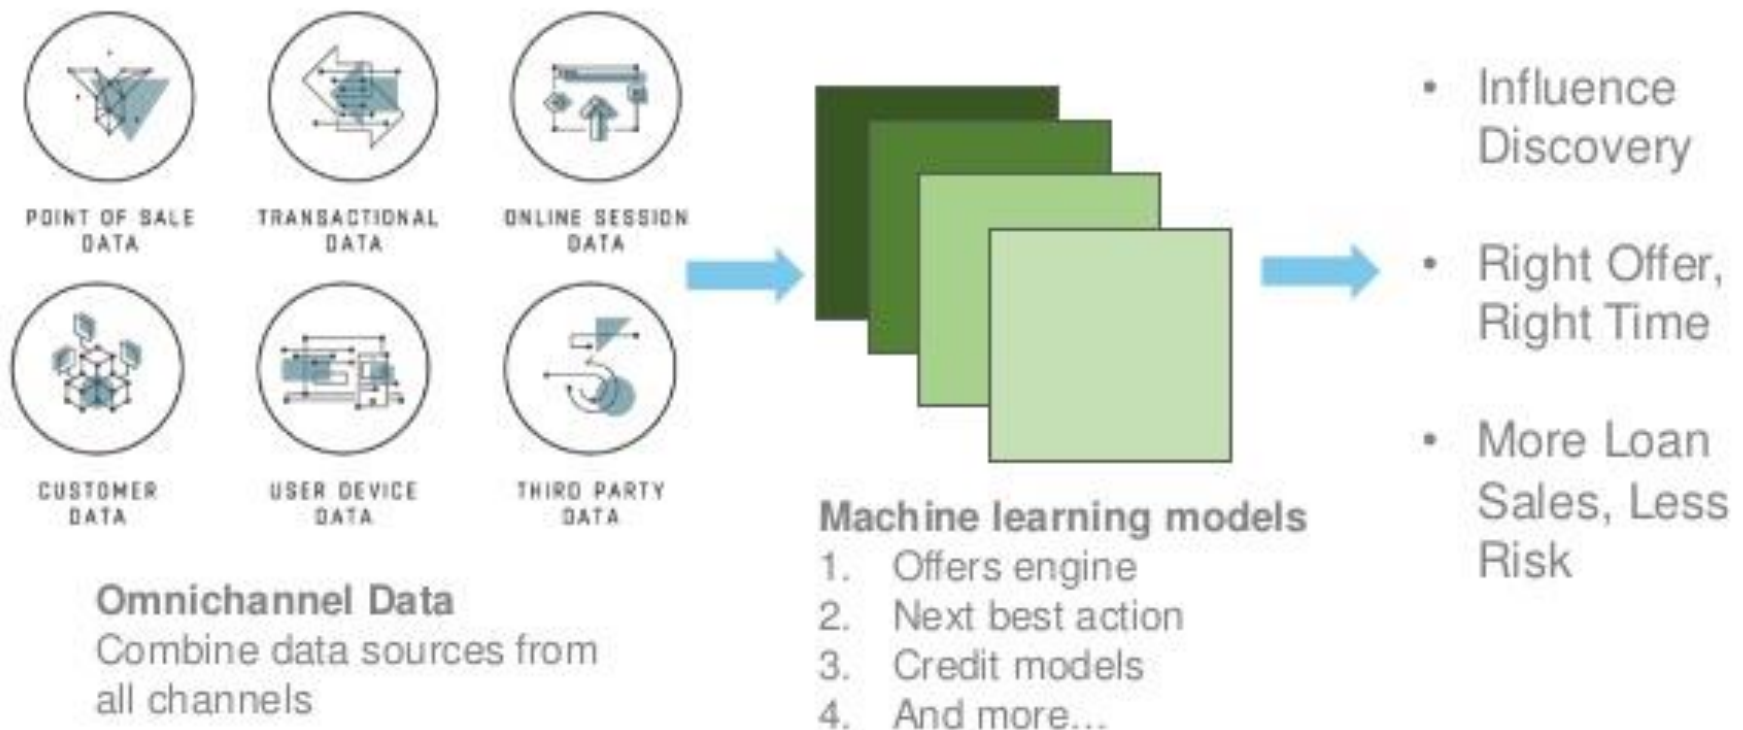 POINT OF SALE
DATA
TRANSACTIONAL
DATA
ONLINE SESSION
DATA
CUSTOMER
DATA
USER DEVICE
DATA
THIRD PARTY
DATA
Omnichannel Data
Combine data sources from
all channels
Machine learning models
1. Offers engine
2. Next best action
3. Credit models
4. And more...
• Influence
Discovery
• Right Offer,
Right Time
• More Loan
Sales, Less
Risk